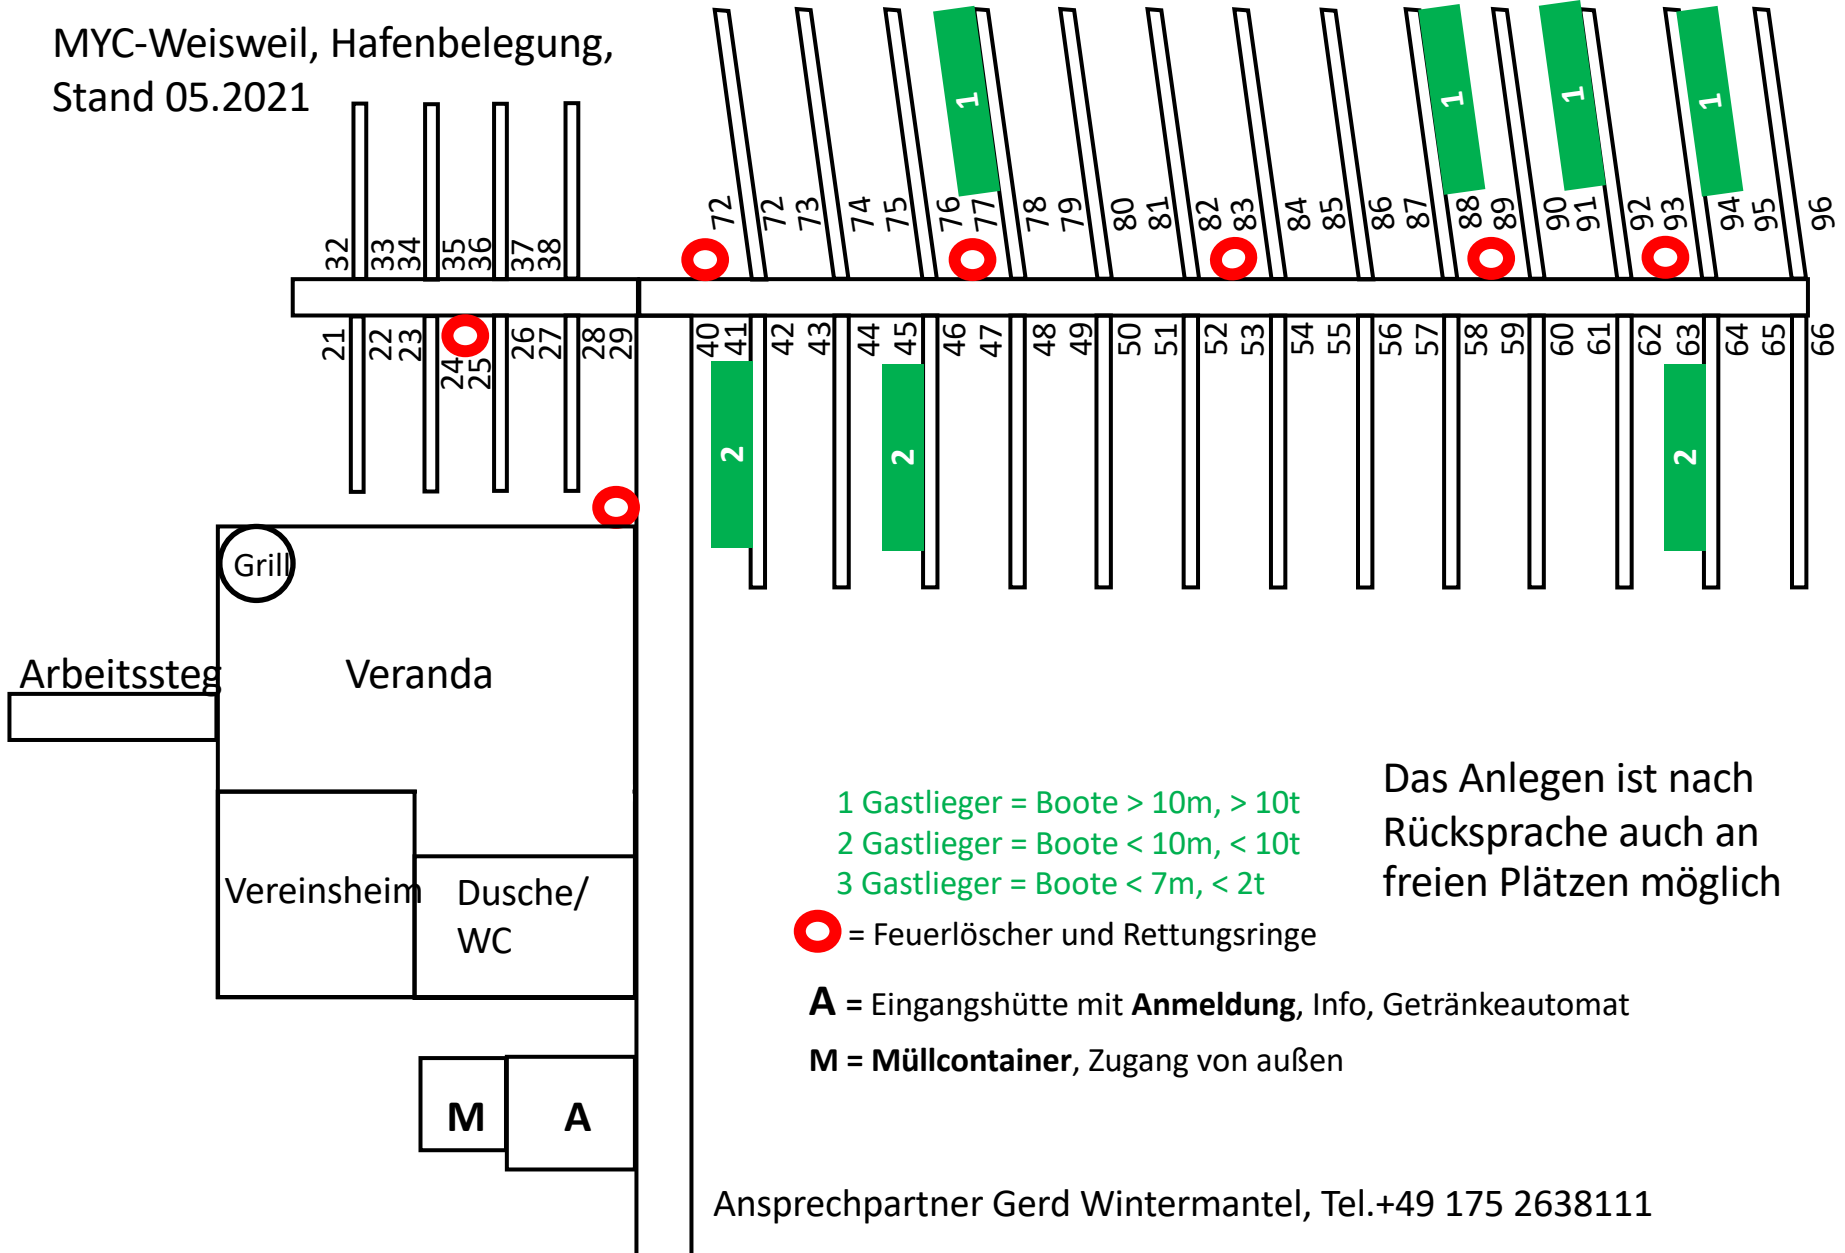 MYC-Weisweil, Hafenbelegung,
Stand 05.2021
1 1 1 1
72 72 73 74 75 76 77 78 79 80 81 82 83 84 85 86 87 88 89 90 91 92 93 94 95 96
32 33 34 35 36 37 38
21 22 23 24 25 26 27 28 29
40 41 42 43 44 45 46 47 48 49 50 51 52 53 54 55 56 57 58 59 60 61 62 63 64 65 66
2 2 2
Grill
Arbeitssteg
Veranda
Vereinsheim
Dusche/
WC
1 Gastlieger = Boote > 10m, > 10t
2 Gastlieger = Boote < 10m, < 10t
3 Gastlieger = Boote < 7m, < 2t
Das Anlegen ist nach
Rücksprache auch an
freien Plätzen möglich
= Feuerlöscher und Rettungsringe
A = Eingangshütte mit Anmeldung, Info, Getränkeautomat
M = Müllcontainer, Zugang von außen
M
A
Ansprechpartner Gerd Wintermantel, Tel.+49 175 2638111